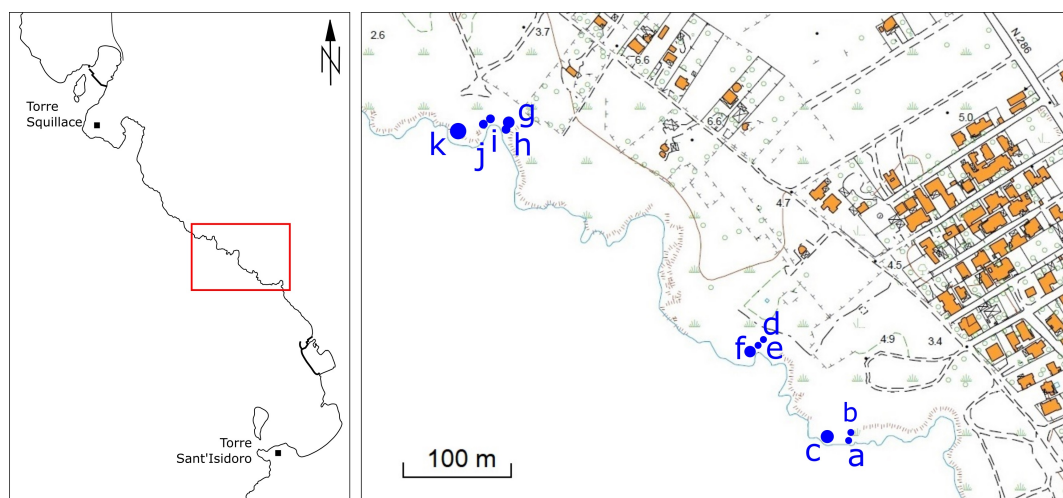 N
Torre
Squillace
Torre
Sant'Isidoro
2.6
3.7
6.6
N 286
6.6
5.0
g
k
i
h
j
4.7
4.5
4.9
3.4
d
f
e
b
c
a
100 m